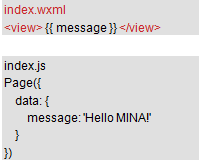 index.wxml
<view> {{ message }} </view>
index.js
Page({
data: {
message: 'Hello MINA!'
}
})